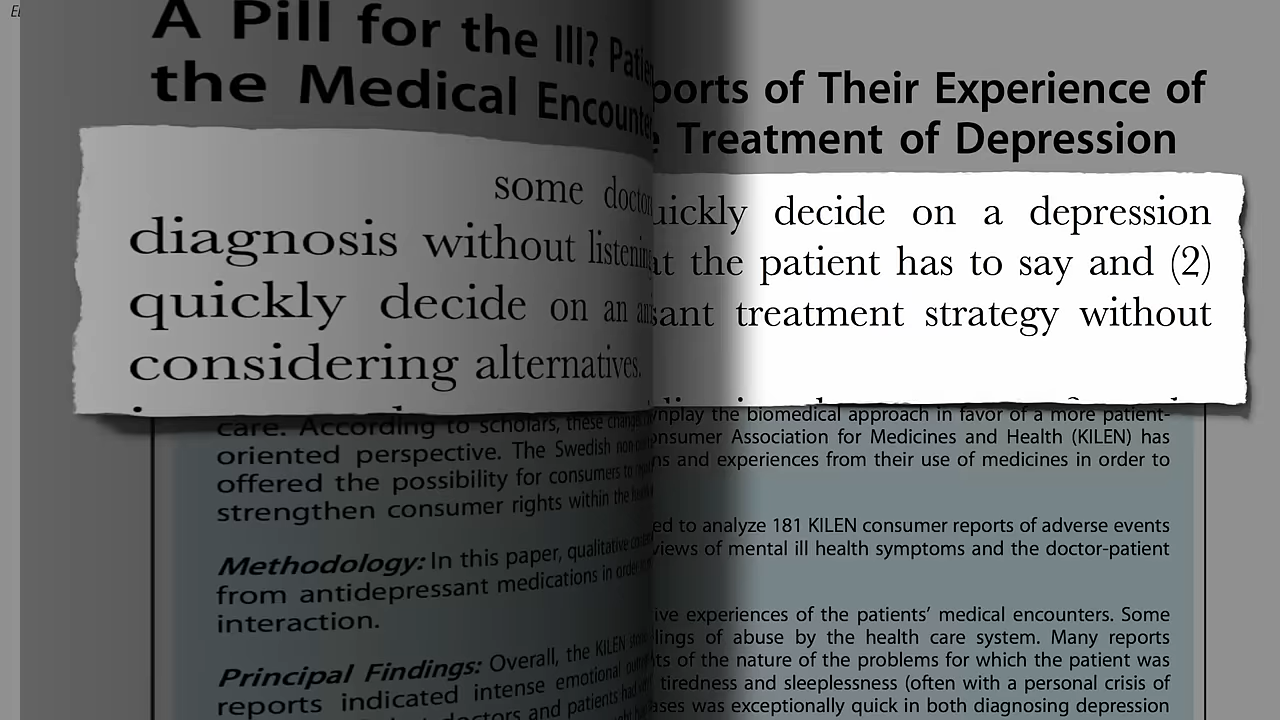 A Pill for the Ill? Patie ports of Their Experience of
the Medical Encounte Treatment of Depression
some docto uickly decide on a depression
diagnosis without listening at the patient has to say and (2)
quickly decide on an an sant treatment strategy without
considering alternatives.
care. According to scholars, these changes nplay the biomedical approach in favor of a more patient-
oriented perspective. The Swedish non onsumer Association for Medicines and Health (KILEN) has
offered the possibility for consumers to ns and experiences from their use of medicines in order to
strengthen consumer rights within the
Methodology: In this paper, qualitative ed to analyze 181 KILEN consumer reports of adverse events
from antidepressant medications in order views of mental ill health symptoms and the doctor-patient
interaction.
Principal Findings: Overall, the KILEN ive experiences of the patients' medical encounters. Some
reports indicated intense emotional lings of abuse by the health care system. Many reports
doctors and patients had ts of the nature of the problems for which the patient was
tiredness and sleeplessness (often with a personal crisis of
ases was exceptionally quick in both diagnosing depression